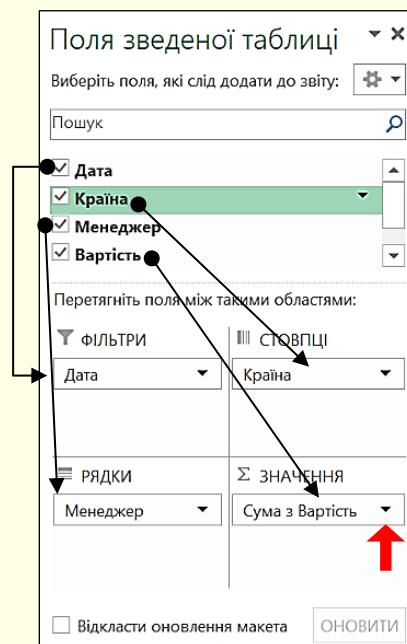 Поля зведеної таблиці
Виберіть поля, які слід додати до звіту:
Пошук
Дата
Країна
Менеджер
Вартість
Перетягніть поля між такими областями:
ФІЛЬТРИ
СТОВПЦІ
Дата
Країна
РЯДКИ
Σ ЗНАЧЕННЯ
Менеджер
Сума з Вартість
Відкласти оновлення макета
ОНОВИТИ